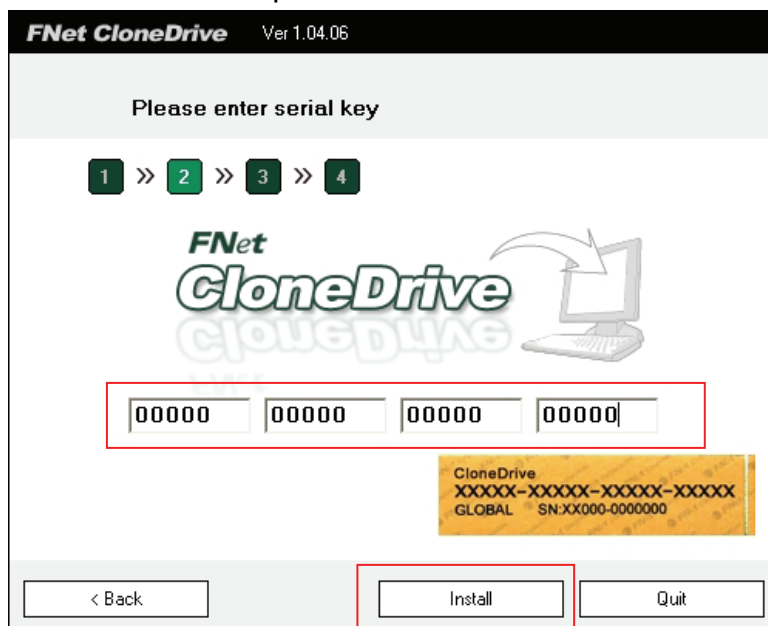 FNet CloneDrive Ver 1.04.06
Please enter serial key
1 » 2 » 3 » 4
FNet
CloneDrive
00000 00000 00000 00000
CloneDrive
XXXXX-XXXXX-XXXXX-XXXXX
GLOBAL SN:XX000-0000000
< Back Install Quit